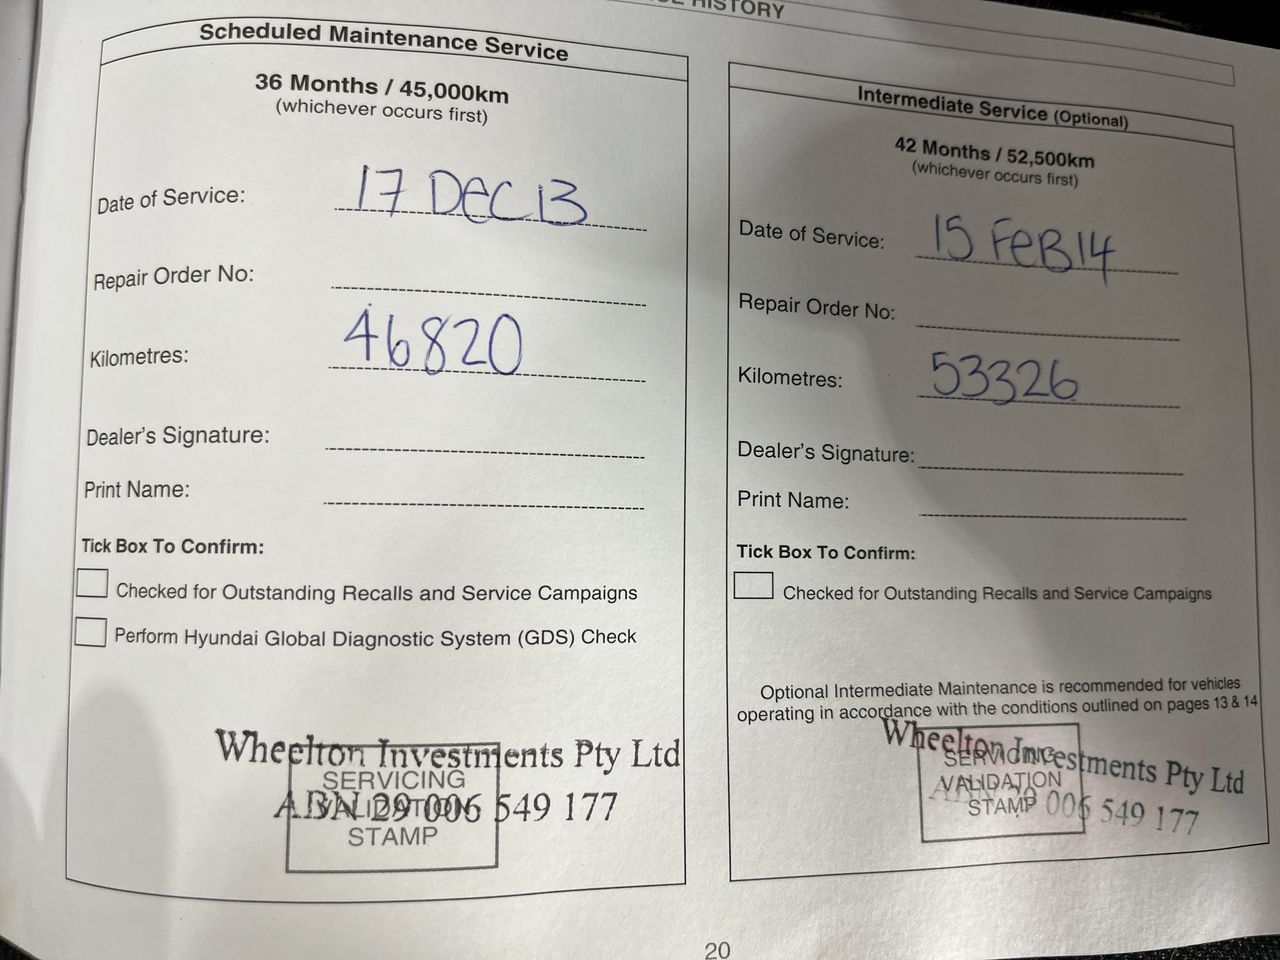 HISTORY
Scheduled Maintenance Service
36 Months / 45,000km
(whichever occurs first)
Date of Service: 17 DEC 13
Repair Order No:
Kilometres: 46820
Dealer's Signature:
Print Name:
Tick Box To Confirm:
Checked for Outstanding Recalls and Service Campaigns
Perform Hyundai Global Diagnostic System (GDS) Check
Wheelton Investments Pty Ltd
SERVICING
ABN 29 006 549 177
VALIDATION
STAMP
Intermediate Service (Optional)
42 Months / 52,500km
(whichever occurs first)
Date of Service: 15 FEB 14
Repair Order No:
Kilometres: 53326
Dealer's Signature:
Print Name:
Tick Box To Confirm:
Checked for Outstanding Recalls and Service Campaigns
Optional Intermediate Maintenance is recommended for vehicles
operating in accordance with the conditions outlined on pages 13 & 14
Wheelton Investments Pty Ltd
SERVICING
VALIDATION
STAMP
006 549 177
20